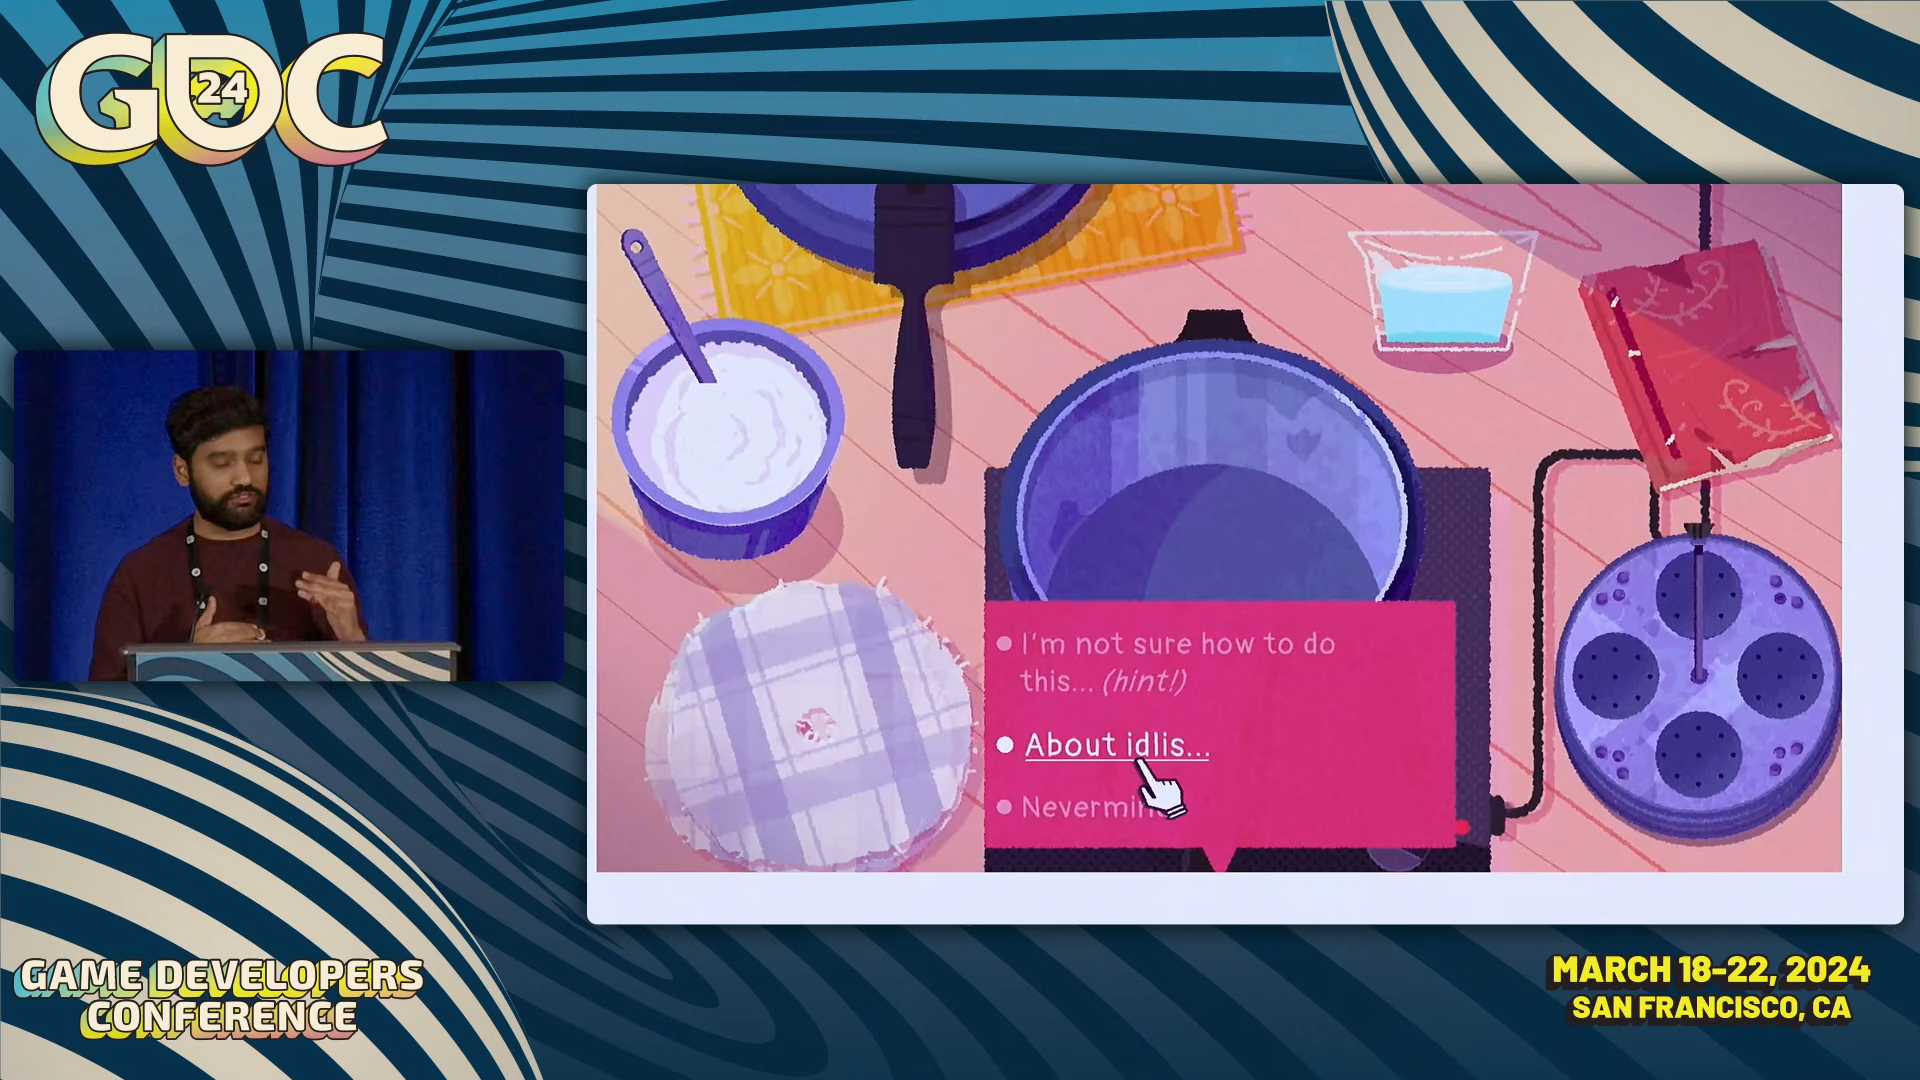 GDC
24
I'm not sure how to do
this... (hint!)
About idlis...
GAME DEVELOPERS
CONFERENCE
MARCH 18-22, 2024
SAN FRANCISCO, CA